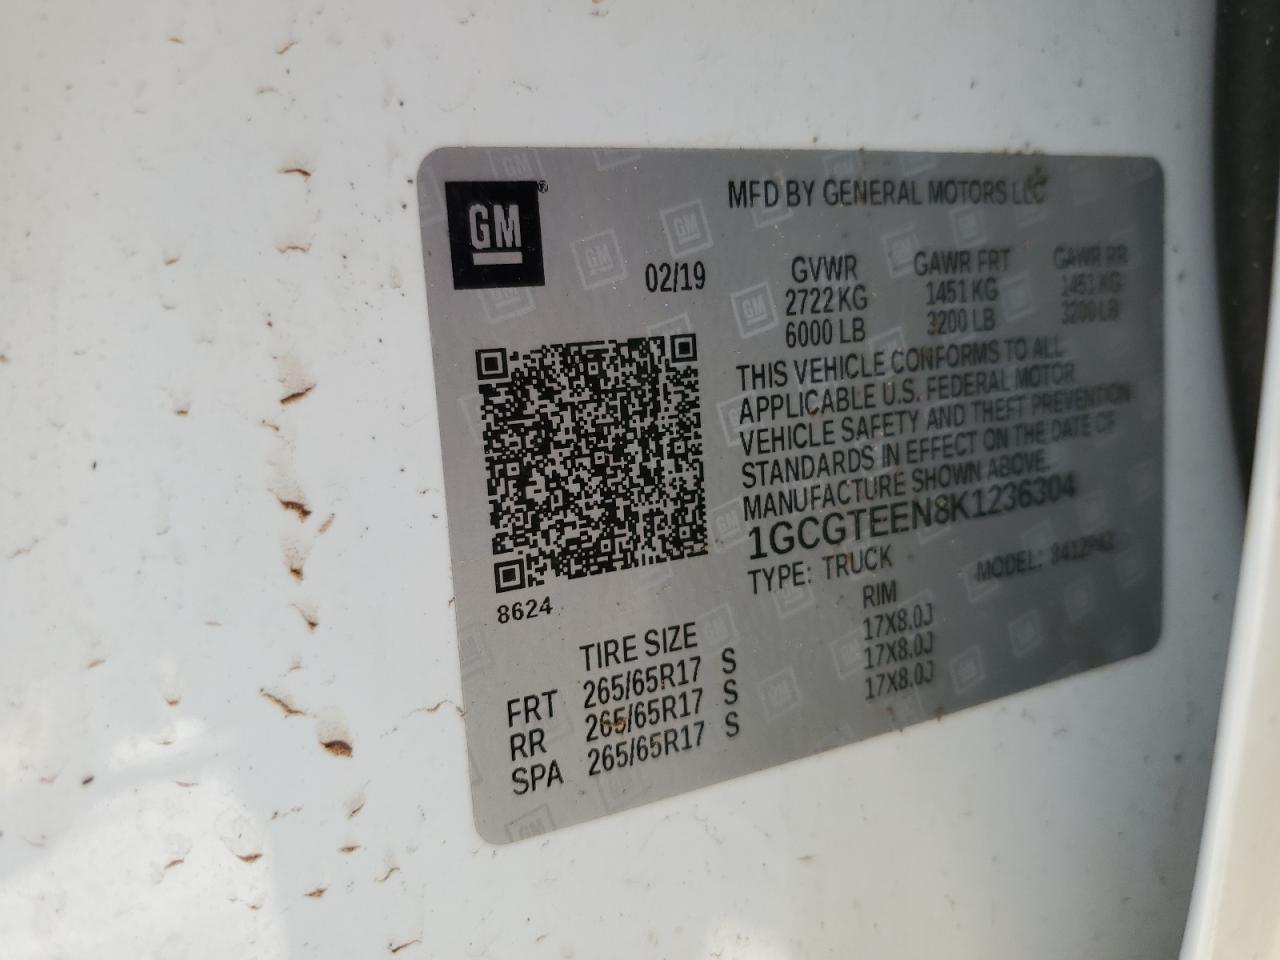 GM
MFD BY GENERAL MOTORS LLC
02/19
GVWR GAWR FRT GAWR RR
2722 KG 1451 KG 1451 KG
6000 LB 3200 LB 3200 LB
THIS VEHICLE CONFORMS TO ALL
APPLICABLE U.S. FEDERAL MOTOR
VEHICLE SAFETY AND THEFT PREVENTION
STANDARDS IN EFFECT ON THE DATE OF
MANUFACTURE SHOWN ABOVE.
1GCGTEEN8K1236304
TYPE: TRUCK MODEL:
8624
TIRE SIZE RIM
FRT 265/65R17 S 17X8.0J
RR 265/65R17 S 17X8.0J
SPA 265/65R17 S 17X8.0J